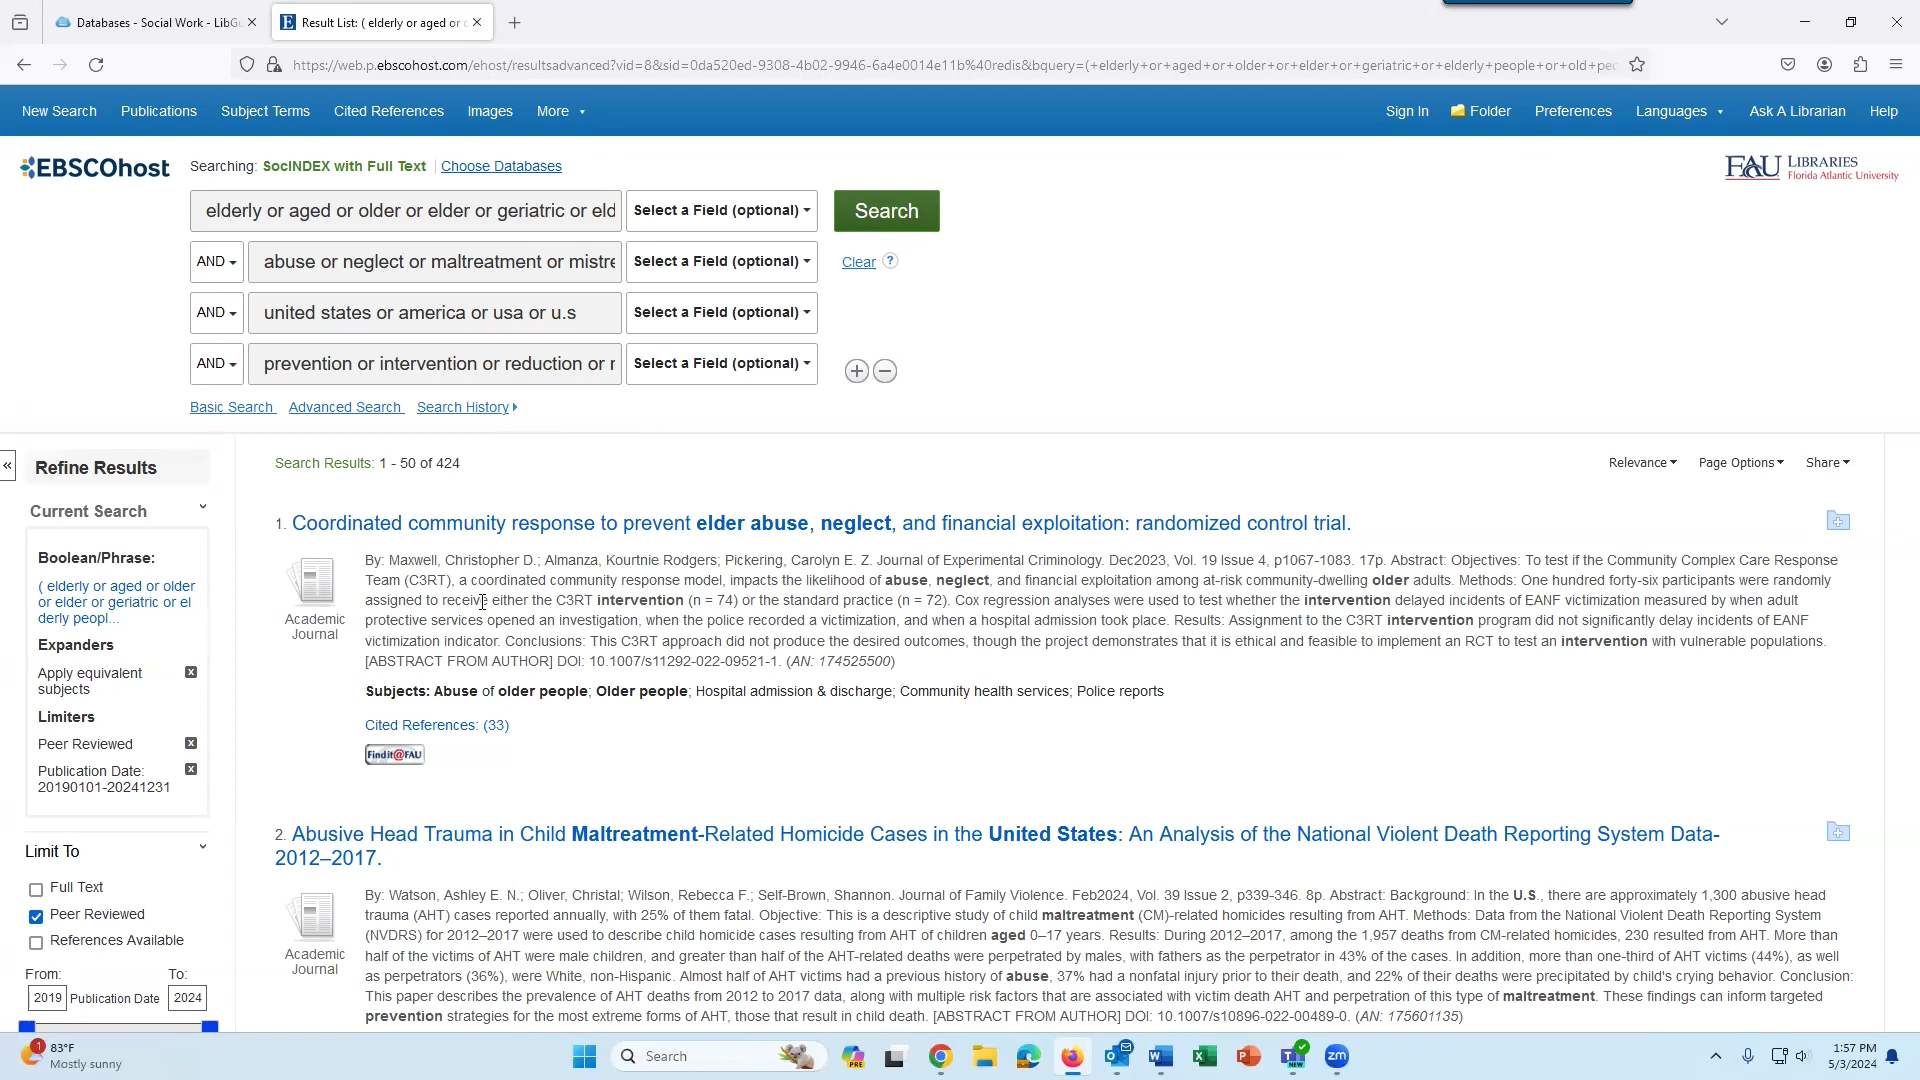 Databases - Social Work - LibGu
Result List: ( elderly or aged or o
https://web.p.ebscohost.com/ehost/resultsadvanced?vid=8&sid=0da520ed-9308-4b02-9946-6a4e0014e11b%40redis&bquery=(+elderly+or+aged+or+older+or+elder+or+geriatric+or+elderly+people+or+old+peo
New Search Publications Subject Terms Cited References Images More Sign In Folder Preferences Languages Ask A Librarian Help
EBSCOhost Searching: SocINDEX with Full Text Choose Databases
FAU LIBRARIES
Florida Atlantic University
elderly or aged or older or elder or geriatric or eld Select a Field (optional) Search
AND abuse or neglect or maltreatment or mistre Select a Field (optional) Clear ?
AND united states or america or usa or u.s Select a Field (optional)
AND prevention or intervention or reduction or r Select a Field (optional)
Basic Search Advanced Search Search History
Refine Results
Current Search
Boolean/Phrase:
( elderly or aged or older
or elder or geriatric or el
derly peopl...
Expanders
Apply equivalent
subjects
Limiters
Peer Reviewed
Publication Date:
20190101-20241231
Limit To
Full Text
Peer Reviewed
References Available
From: To:
2019 Publication Date 2024
Search Results: 1 - 50 of 424 Relevance Page Options Share
1. Coordinated community response to prevent elder abuse, neglect, and financial exploitation: randomized control trial.
Academic
Journal
By: Maxwell, Christopher D.; Almanza, Kourtnie Rodgers; Pickering, Carolyn E. Z. Journal of Experimental Criminology. Dec2023, Vol. 19 Issue 4, p1067-1083. 17p. Abstract: Objectives: To test if the Community Complex Care Response
Team (C3RT), a coordinated community response model, impacts the likelihood of abuse, neglect, and financial exploitation among at-risk community-dwelling older adults. Methods: One hundred forty-six participants were randomly
assigned to receive either the C3RT intervention (n = 74) or the standard practice (n = 72). Cox regression analyses were used to test whether the intervention delayed incidents of EANF victimization measured by when adult
protective services opened an investigation, when the police recorded a victimization, and when a hospital admission took place. Results: Assignment to the C3RT intervention program did not significantly delay incidents of EANF
victimization indicator. Conclusions: This C3RT approach did not produce the desired outcomes, though the project demonstrates that it is ethical and feasible to implement an RCT to test an intervention with vulnerable populations.
[ABSTRACT FROM AUTHOR] DOI: 10.1007/s11292-022-09521-1. (AN: 174525500)
Subjects: Abuse of older people; Older people; Hospital admission & discharge; Community health services; Police reports
Cited References: (33)
Findit@FAU
2. Abusive Head Trauma in Child Maltreatment-Related Homicide Cases in the United States: An Analysis of the National Violent Death Reporting System Data-
2012–2017.
Academic
Journal
By: Watson, Ashley E. N.; Oliver, Christal; Wilson, Rebecca F.; Self-Brown, Shannon. Journal of Family Violence. Feb2024, Vol. 39 Issue 2, p339-346. 8p. Abstract: Background: In the U.S., there are approximately 1,300 abusive head
trauma (AHT) cases reported annually, with 25% of them fatal. Objective: This is a descriptive study of child maltreatment (CM)-related homicides resulting from AHT. Methods: Data from the National Violent Death Reporting System
(NVDRS) for 2012–2017 were used to describe child homicide cases resulting from AHT of children aged 0–17 years. Results: During 2012–2017, among the 1,957 deaths from CM-related homicides, 230 resulted from AHT. More than
half of the victims of AHT were male children, and greater than half of the AHT-related deaths were perpetrated by males, with fathers as the perpetrator in 43% of the cases. In addition, more than one-third of AHT victims (44%), as well
as perpetrators (36%), were White, non-Hispanic. Almost half of AHT victims had a previous history of abuse, 37% had a nonfatal injury prior to their death, and 22% of their deaths were precipitated by child's crying behavior. Conclusion:
This paper describes the prevalence of AHT deaths from 2012 to 2017 data, along with multiple risk factors that are associated with victim death AHT and perpetration of this type of maltreatment. These findings can inform targeted
prevention strategies for the most extreme forms of AHT, those that result in child death. [ABSTRACT FROM AUTHOR] DOI: 10.1007/s10896-022-00489-0. (AN: 175601135)
1 83°F
Mostly sunny
Search
PRE
NEW
zm
1:57 PM
5/3/2024